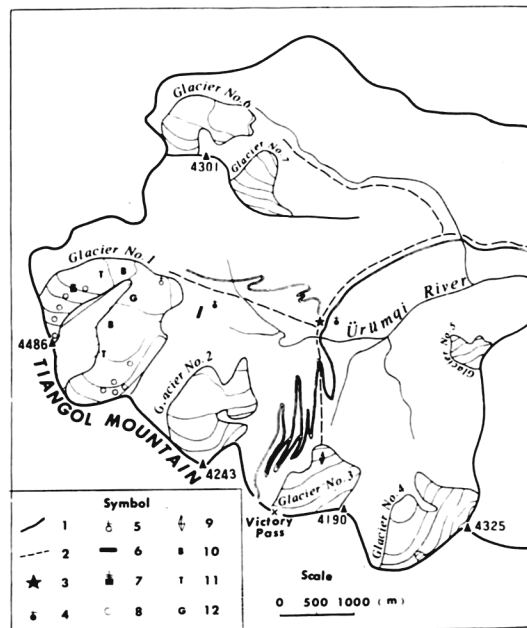 Glacier No.6
4301
Glacier No.7
Glacier No.1
T
B
B
G
B
T
4486
TIANGOL MOUNTAIN
Glacier No.2
4243
Ürumqi River
Glacier No.5
Glacier No.3
Victory
Pass
4190
Glacier No.4
4325
Symbol
1
5
9
2
6
10
3
7
T
11
4
8
G
12
B
Scale
0 500 1000 (m)